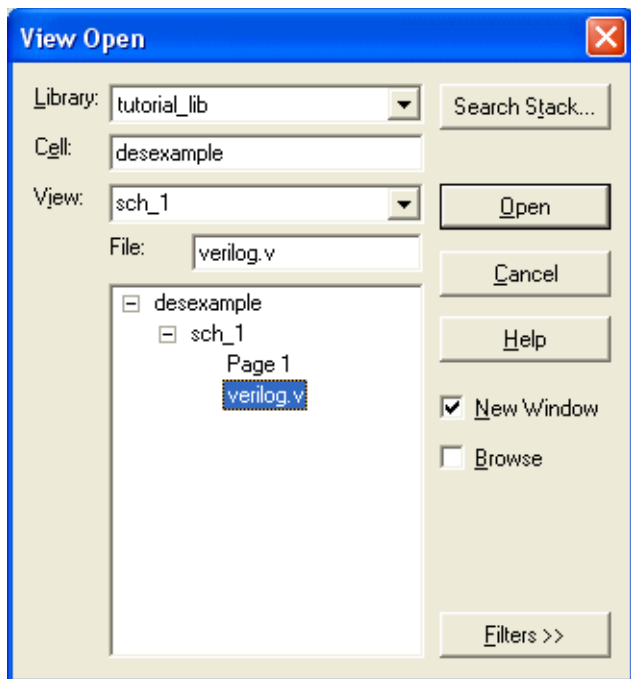 View Open
Library: tutorial_lib
Search Stack...
Cell: desexample
View: sch_1
Open
File: verilog.v
Cancel
desexample
sch_1
Help
Page 1
verilog.v
New Window
Browse
Filters >>